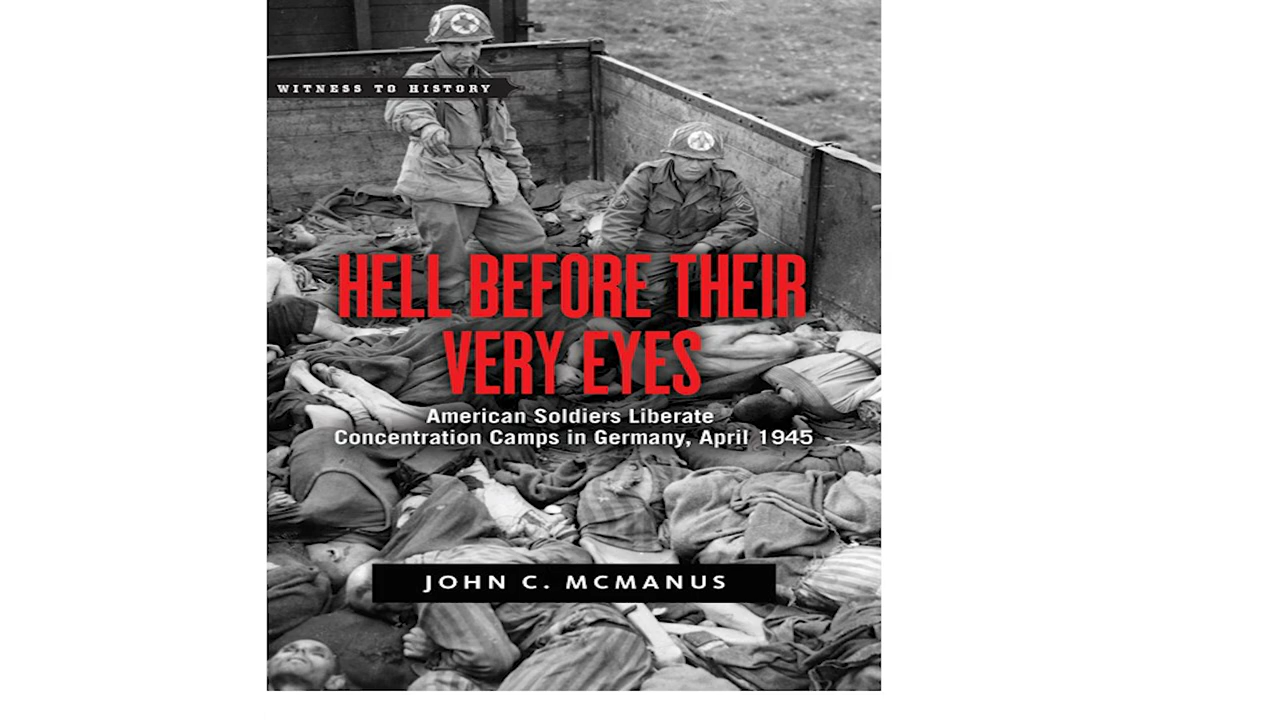 WITNESS TO HISTORY
HELL BEFORE THEIR
VERY EYES
American Soldiers Liberate
Concentration Camps in Germany, April 1945
JOHN C. MCMANUS